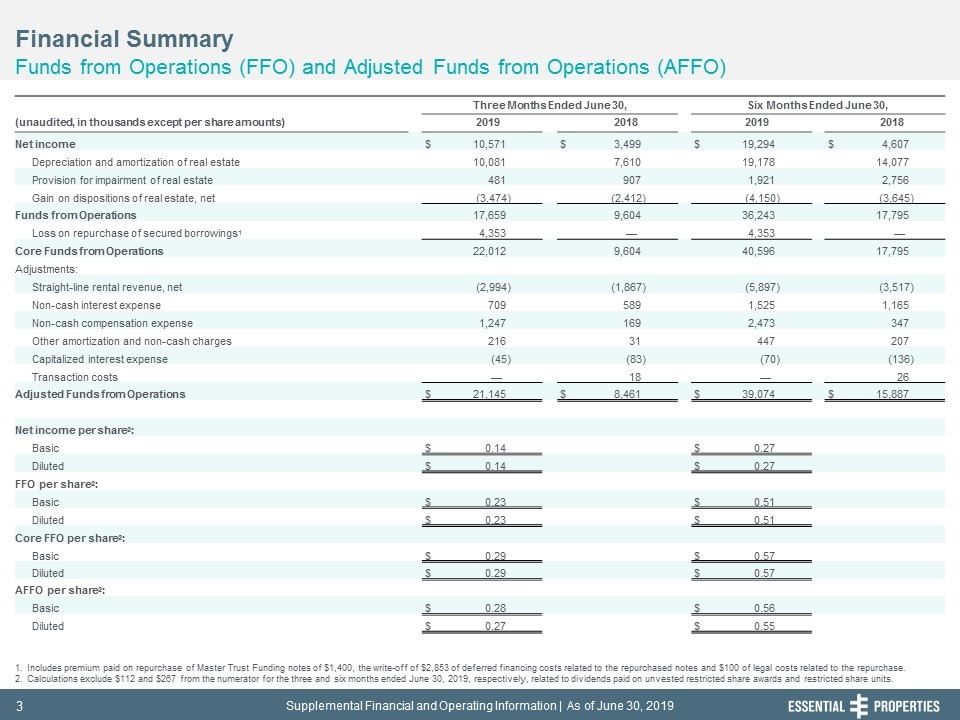 Financial Summary
Funds from Operations (FFO) and Adjusted Funds from Operations (AFFO)
Three Months Ended June 30, Six Months Ended June 30,
(unaudited, in thousands except per share amounts) 2019 2018 2019 2018
Net income $ 10,571 $ 3,499 $ 19,294 $ 4,607
Depreciation and amortization of real estate 10,081 7,610 19,178 14,077
Provision for impairment of real estate 481 907 1,921 2,756
Gain on dispositions of real estate, net (3,474) (2,412) (4,150) (3,645)
Funds from Operations 17,659 9,604 36,243 17,795
Loss on repurchase of secured borrowings1 4,353 — 4,353 —
Core Funds from Operations 22,012 9,604 40,596 17,795
Adjustments:
Straight-line rental revenue, net (2,994) (1,867) (5,897) (3,517)
Non-cash interest expense 709 589 1,525 1,165
Non-cash compensation expense 1,247 169 2,473 347
Other amortization and non-cash charges 216 31 447 207
Capitalized interest expense (45) (83) (70) (136)
Transaction costs — 18 — 26
Adjusted Funds from Operations $ 21,145 $ 8,461 $ 39,074 $ 15,887
Net income per share2:
Basic $ 0.14 $ 0.27
Diluted $ 0.14 $ 0.27
FFO per share2:
Basic $ 0.23 $ 0.51
Diluted $ 0.23 $ 0.51
Core FFO per share2:
Basic $ 0.29 $ 0.57
Diluted $ 0.29 $ 0.57
AFFO per share2:
Basic $ 0.28 $ 0.56
Diluted $ 0.27 $ 0.55
1. Includes premium paid on repurchase of Master Trust Funding notes of $1,400, the write-off of $2,853 of deferred financing costs related to the repurchased notes and $100 of legal costs related to the repurchase.
2. Calculations exclude $112 and $267 from the numerator for the three and six months ended June 30, 2019, respectively, related to dividends paid on unvested restricted share awards and restricted share units.
3 Supplemental Financial and Operating Information | As of June 30, 2019 ESSENTIAL PROPERTIES